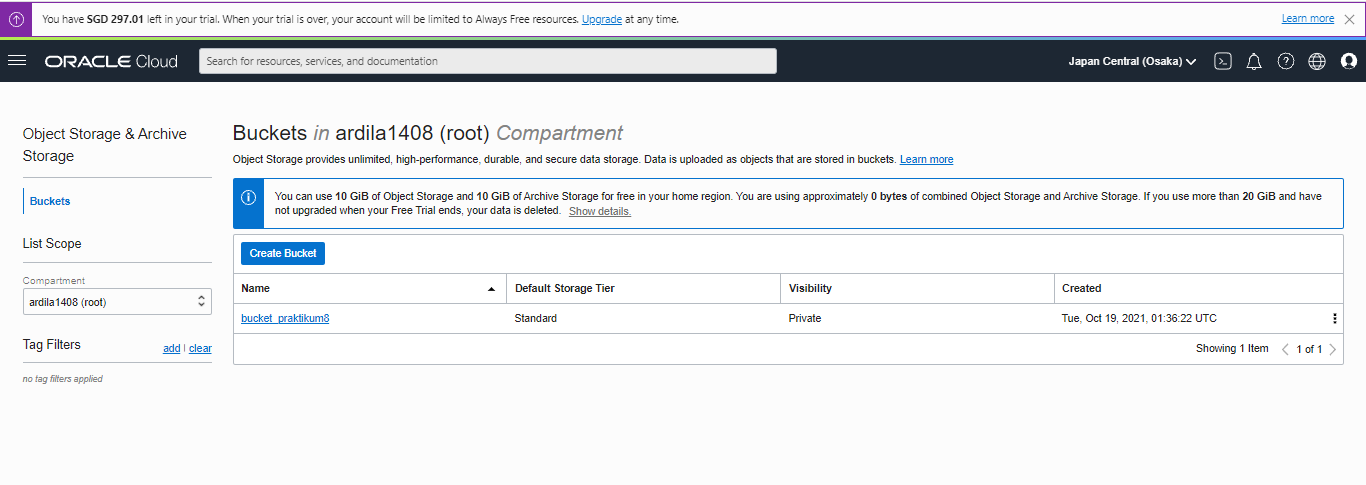 You have SGD 297.01 left in your trial. When your trial is over, your account will be limited to Always Free resources. Upgrade at any time.
Learn more
ORACLE Cloud
Search for resources, services, and documentation
Japan Central (Osaka)
Object Storage & Archive
Storage
Buckets
List Scope
Compartment
ardila1408 (root)
Tag Filters
add | clear
no tag filters applied
Buckets in ardila1408 (root) Compartment
Object Storage provides unlimited, high-performance, durable, and secure data storage. Data is uploaded as objects that are stored in buckets. Learn more
You can use 10 GiB of Object Storage and 10 GiB of Archive Storage for free in your home region. You are using approximately 0 bytes of combined Object Storage and Archive Storage. If you use more than 20 GiB and have
not upgraded when your Free Trial ends, your data is deleted. Show details.
Create Bucket
Name Default Storage Tier Visibility Created
bucket_praktikum8 Standard Private Tue, Oct 19, 2021, 01:36:22 UTC
Showing 1 Item 1 of 1